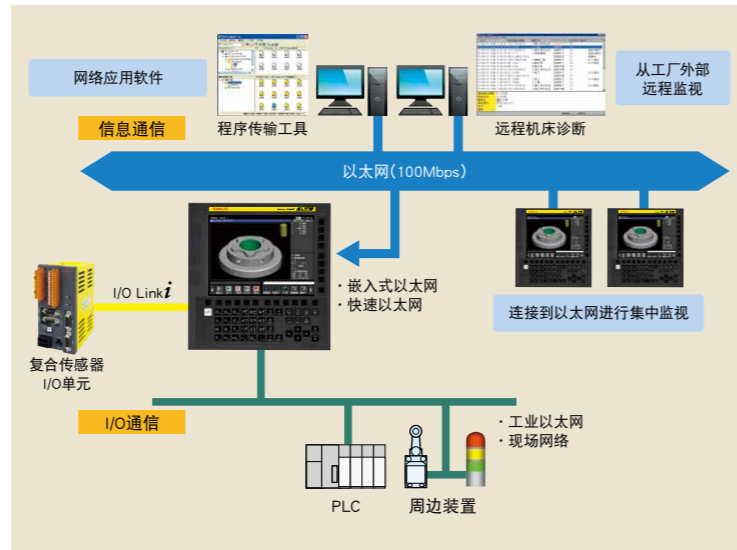 网络应用软件
从工厂外部
远程监视
信息通信
程序传输工具
远程机床诊断
以太网(100Mbps)
I/O Link i
· 嵌入式以太网
· 快速以太网
连接到以太网进行集中监视
复合传感器
I/O单元
I/O通信
· 工业以太网
· 现场网络
PLC
周边装置